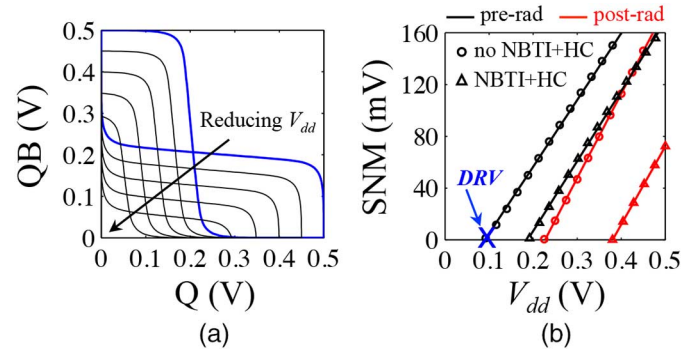 pre-rad post-rad
0.5
0.4
0.3
0.2
0.1
0
QB (V)
Reducing Vdd
0 0.1 0.2 0.3 0.4 0.5
Q (V)
(a)
160
120
80
40
0
SNM (mV)
no NBTI+HC
NBTI+HC
DRV
0 0.1 0.2 0.3 0.4 0.5
Vdd (V)
(b)